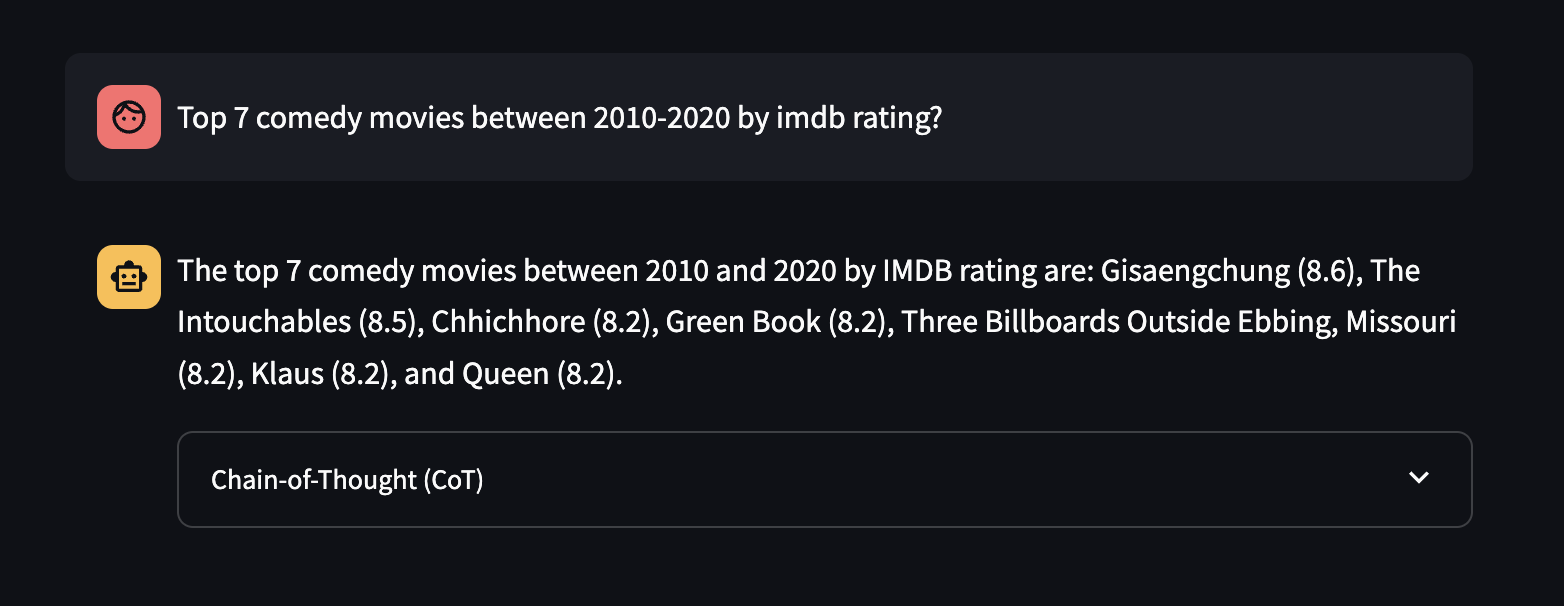 Top 7 comedy movies between 2010-2020 by imdb rating?
The top 7 comedy movies between 2010 and 2020 by IMDB rating are: Gisaengchung (8.6), The
Intouchables (8.5), Chhichhore (8.2), Green Book (8.2), Three Billboards Outside Ebbing, Missouri
(8.2), Klaus (8.2), and Queen (8.2).
Chain-of-Thought (CoT)